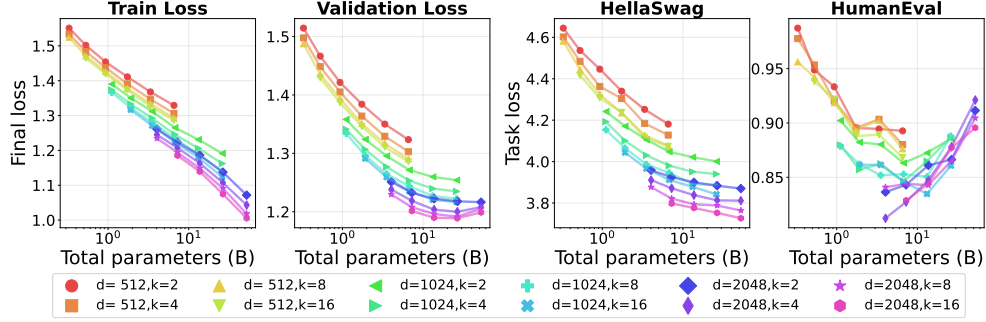 Train Loss
Validation Loss
HellaSwag
HumanEval
Final loss
1.5
1.4
1.3
1.2
1.1
1.0
10⁰
10¹
Total parameters (B)
1.5
1.4
1.3
1.2
10⁰
10¹
Total parameters (B)
Task loss
4.6
4.4
4.2
4.0
3.8
10⁰
10¹
Total parameters (B)
0.95
0.90
0.85
10⁰
10¹
Total parameters (B)
d= 512,k=2
d= 512,k=8
d=1024,k=2
d=1024,k=8
d=2048,k=2
d=2048,k=8
d= 512,k=4
d= 512,k=16
d=1024,k=4
d=1024,k=16
d=2048,k=4
d=2048,k=16